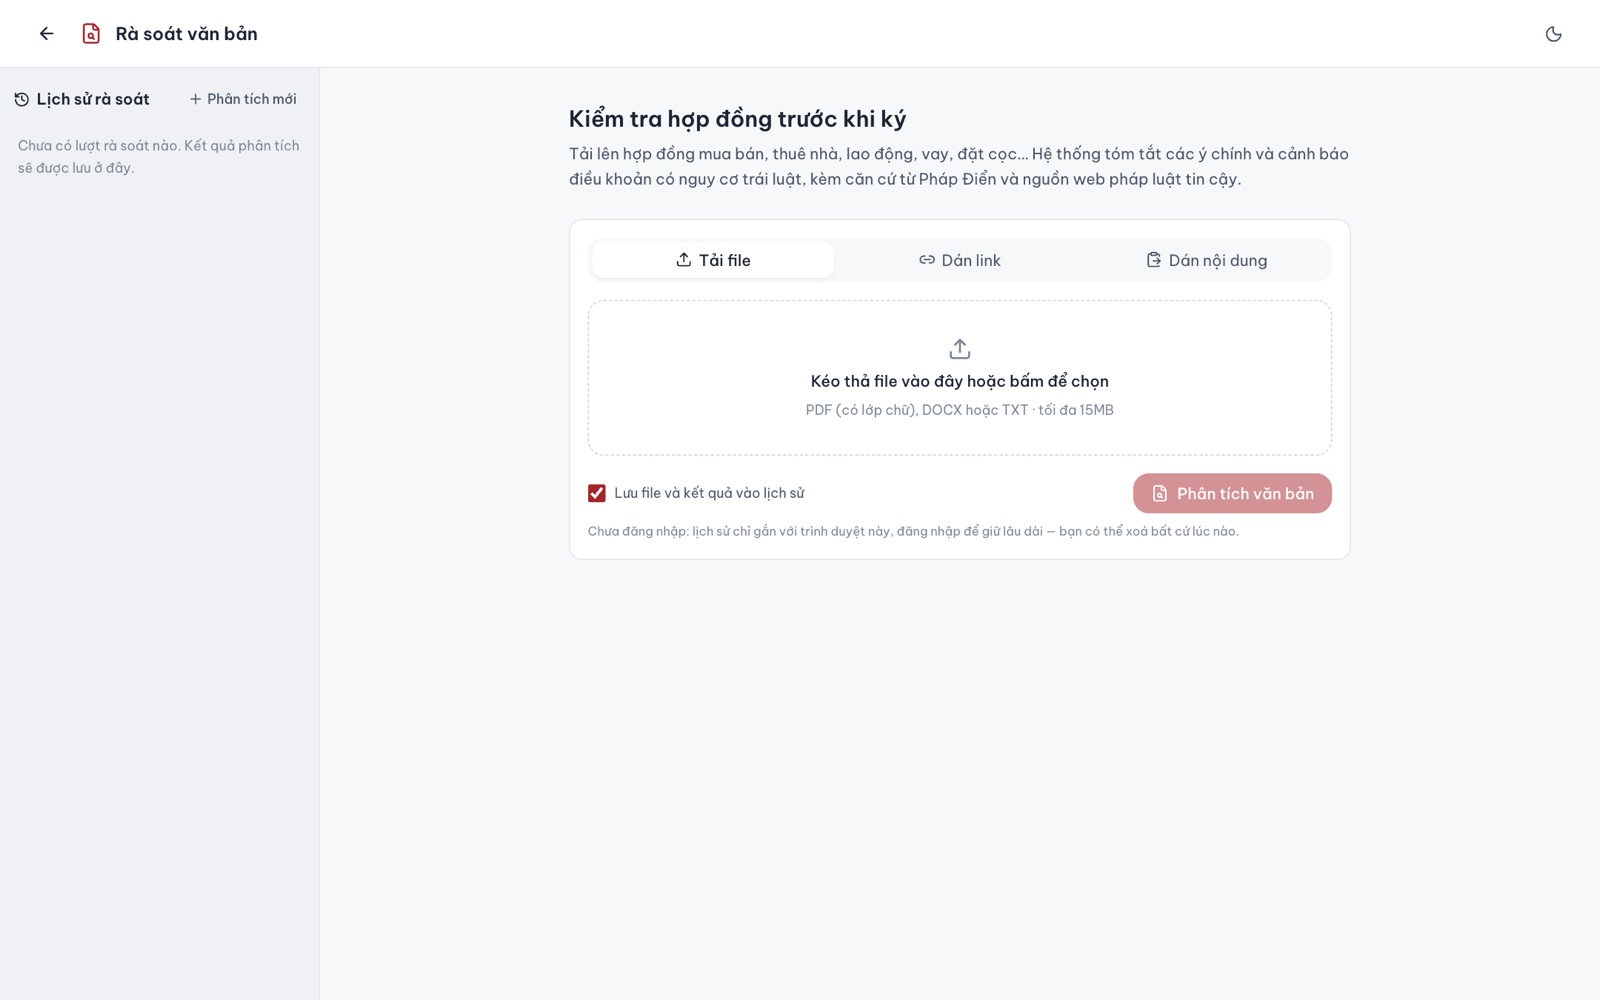 Rà soát văn bản
Lịch sử rà soát
Phân tích mới
Chưa có lượt rà soát nào. Kết quả phân tích
sẽ được lưu ở đây.
Kiểm tra hợp đồng trước khi ký
Tải lên hợp đồng mua bán, thuê nhà, lao động, vay, đặt cọc... Hệ thống tóm tắt các ý chính và cảnh báo
điều khoản có nguy cơ trái luật, kèm căn cứ từ Pháp Điển và nguồn web pháp luật tin cậy.
Tải file
Dán link
Dán nội dung
Kéo thả file vào đây hoặc bấm để chọn
PDF (có lớp chữ), DOCX hoặc TXT · tối đa 15MB
Lưu file và kết quả vào lịch sử
Phân tích văn bản
Chưa đăng nhập: lịch sử chỉ gắn với trình duyệt này, đăng nhập để giữ lâu dài — bạn có thể xoá bất cứ lúc nào.